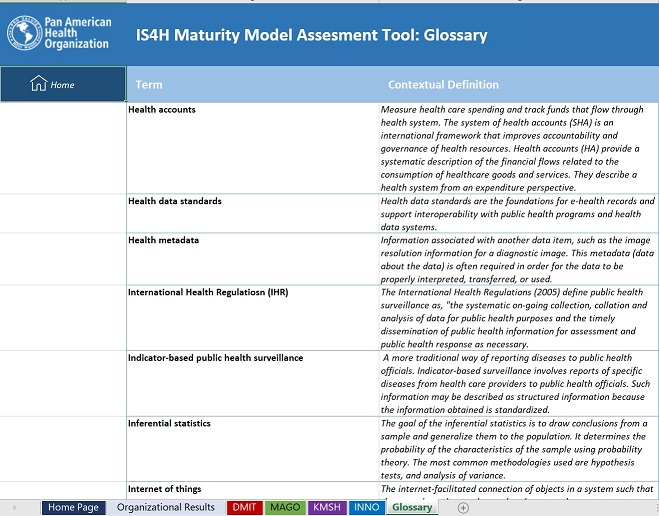 Pan American
Health
Organization
IS4H Maturity Model Assesment Tool: Glossary
Home
Term
Contextual Definition
Health accounts
Measure health care spending and track funds that flow through
health system. The system of health accounts (SHA) is an
international framework that improves accountability and
governance of health resources. Health accounts (HA) provide a
systematic description of the financial flows related to the
consumption of healthcare goods and services. They describe a
health system from an expenditure perspective.
Health data standards
Health data standards are the foundations for e-health records and
support interoperability with public health programs and health
data systems.
Health metadata
Information associated with another data item, such as the image
resolution information for a diagnostic image. This metadata (data
about the data) is often required in order for the data to be
properly interpreted, transferred, or used.
International Health Regulatiosn (IHR)
The International Health Regulations (2005) define public health
surveillance as, "the systematic on-going collection, collation and
analysis of data for public health purposes and the timely
dissemination of public health information for assessment and
public health response as necessary.
Indicator-based public health surveillance
A more traditional way of reporting diseases to public health
officials. Indicator-based surveillance involves reports of specific
diseases from health care providers to public health officials. Such
information may be described as structured information because
the information obtained is standardized.
Inferential statistics
The goal of the inferential statistics is to draw conclusions from a
sample and generalize them to the population. It determines the
probability of the characteristics of the sample using probability
theory. The most common methodologies used are hypothesis
tests, and analysis of variance.
Internet of things
The internet-facilitated connection of objects in a system such that
Home Page
Organizational Results
DMIT
MAGO
KMSH
INNO
Glossary